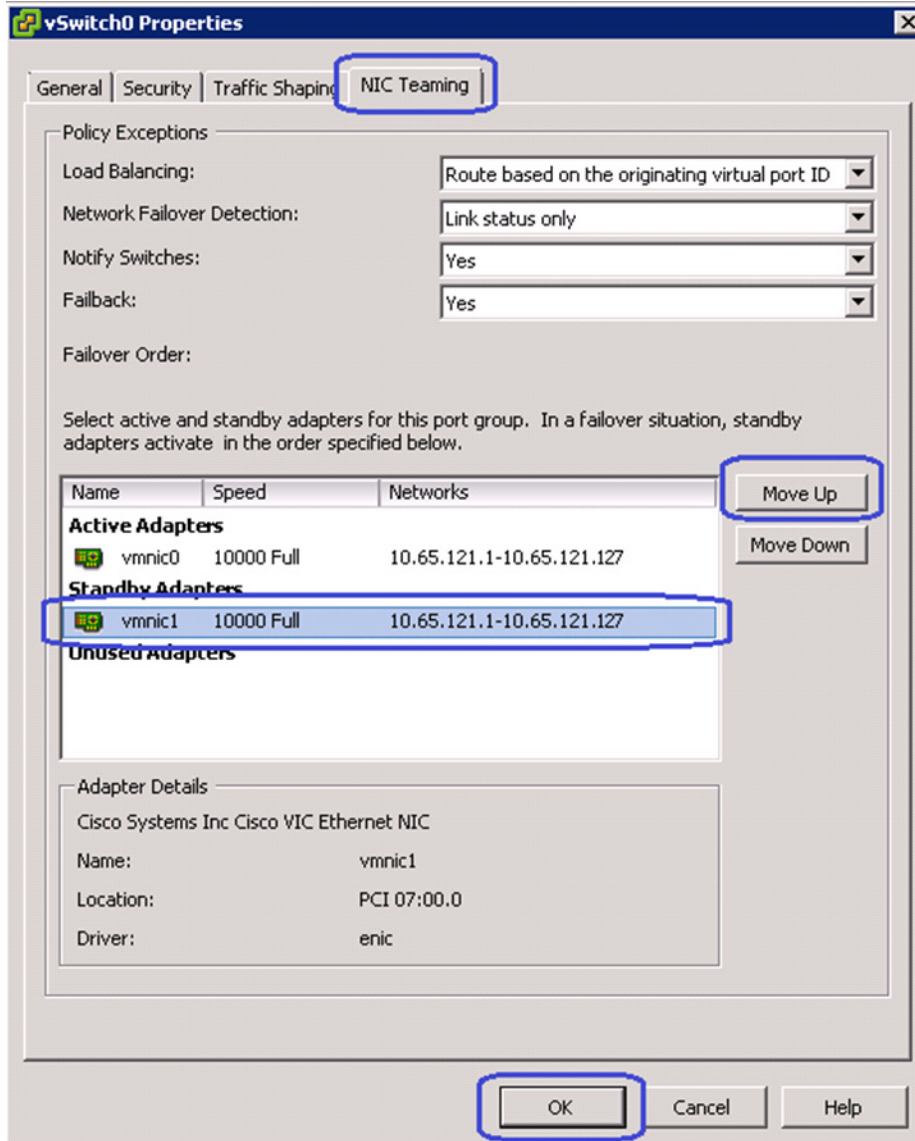 vSwitch0 Properties
General
Security
Traffic Shaping
NIC Teaming
Policy Exceptions
Load Balancing:
Route based on the originating virtual port ID
Network Failover Detection:
Link status only
Notify Switches:
Yes
Failback:
Yes
Failover Order:
Select active and standby adapters for this port group. In a failover situation, standby
adapters activate in the order specified below.
Name Speed Networks
Move Up
Active Adapters
vmnic0 10000 Full 10.65.121.1-10.65.121.127
Move Down
Standby Adapters
vmnic1 10000 Full 10.65.121.1-10.65.121.127
Unused Adapters
Adapter Details
Cisco Systems Inc Cisco VIC Ethernet NIC
Name: vmnic1
Location: PCI 07:00.0
Driver: enic
OK Cancel Help